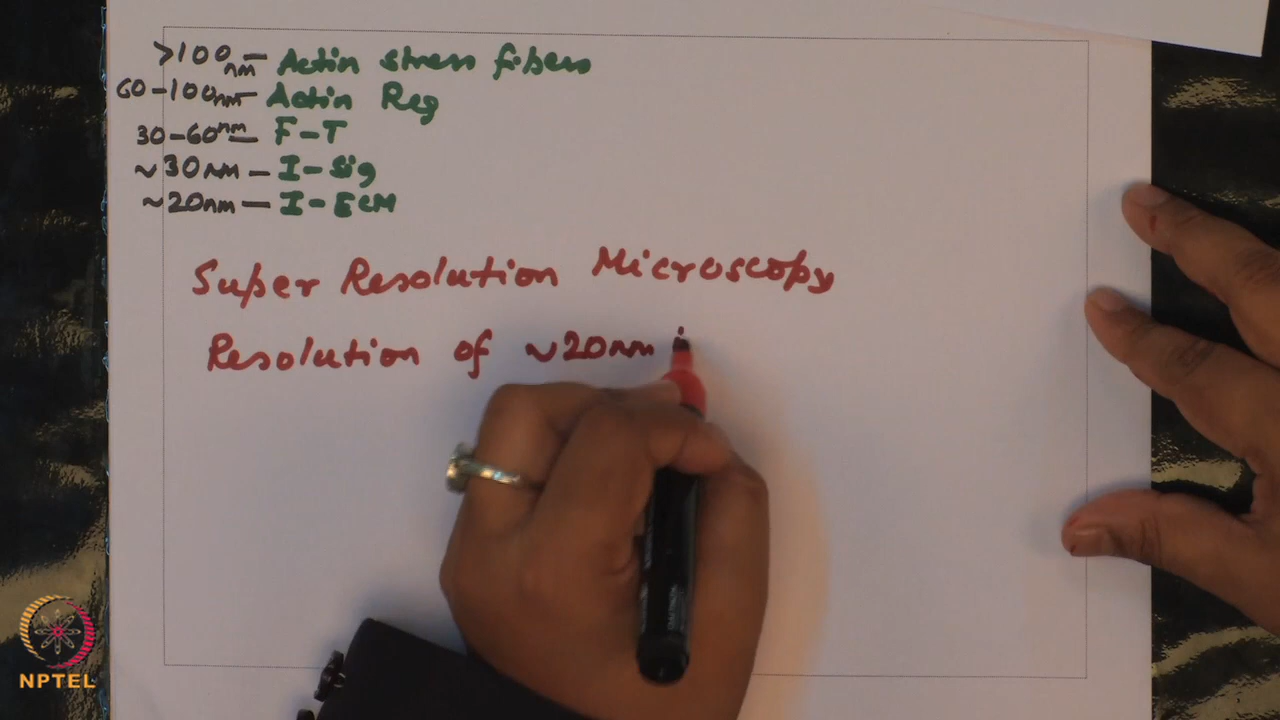 >100nm — Actin stress fibers
60-100nm — Actin Reg
30-60nm — F-T
~30nm — I-Sig
~20nm — I-ECM
Super Resolution Microscopy
Resolution of ~20nm i
NPTEL